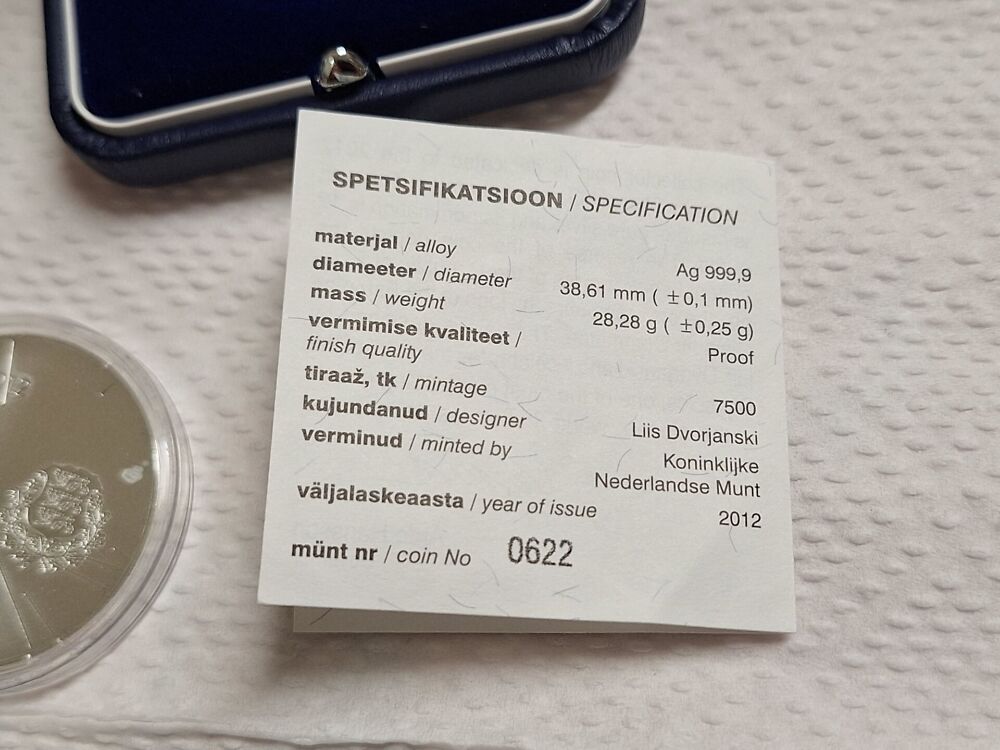 SPETSIFIKATSIOON / SPECIFICATION
materjal / alloy Ag 999,9
diameeter / diameter 38,61 mm ( ±0,1 mm)
mass / weight 28,28 g ( ±0,25 g)
vermimise kvaliteet / Proof
finish quality
tiraaž, tk / mintage 7500
kujundanud / designer Liis Dvorjanski
verminud / minted by Koninklijke
Nederlandse Munt
väljalaskeaasta / year of issue 2012
münt nr / coin No 0622